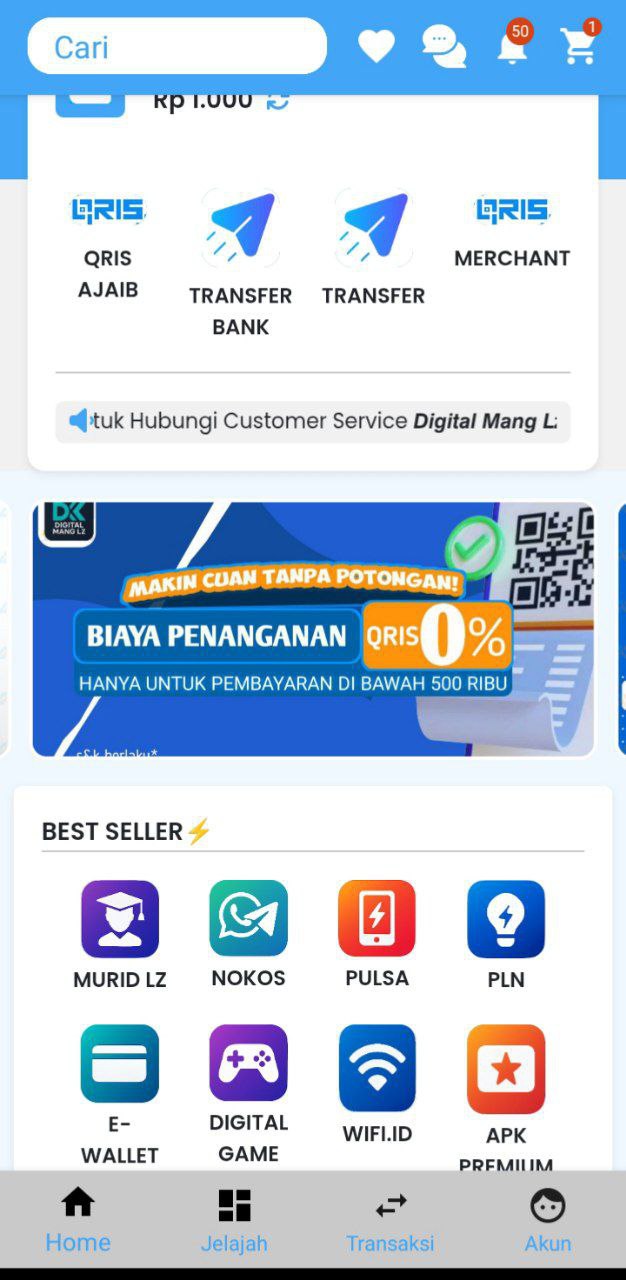 Cari
50
1
Rp 1.000
QRIS
QRIS
QRIS
AJAIB
TRANSFER
BANK
TRANSFER
MERCHANT
tuk Hubungi Customer Service Digital Mang Lz
DK
DIGITAL
MANG LZ
MAKIN CUAN TANPA POTONGAN!
BIAYA PENANGANAN QRIS 0%
HANYA UNTUK PEMBAYARAN DI BAWAH 500 RIBU
s&k berlaku*
BEST SELLER⚡
MURID LZ
NOKOS
PULSA
PLN
E-
WALLET
DIGITAL
GAME
WIFI.ID
APK
PREMIUM
Home
Jelajah
Transaksi
Akun